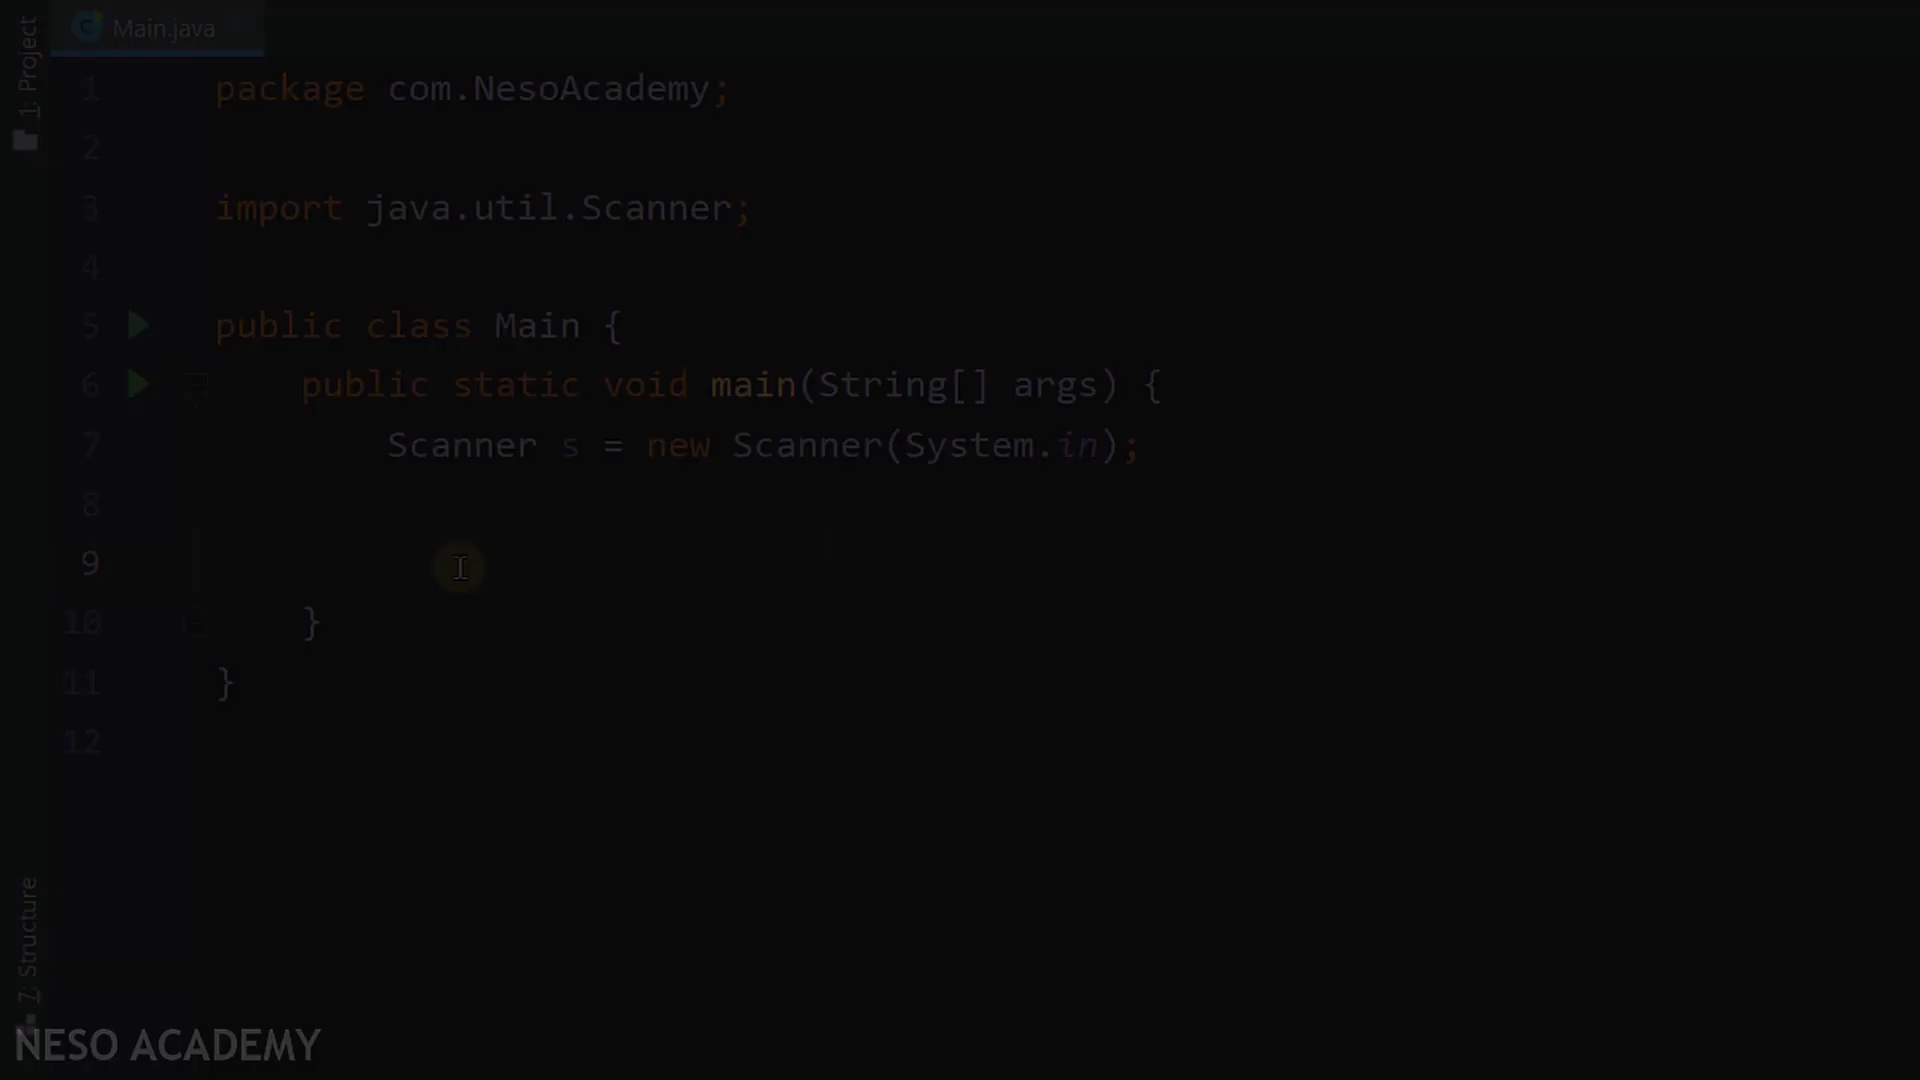 1: Project
Main.java
1 package com.NesoAcademy;
2
3 import java.util.Scanner;
4
5 public class Main {
6 public static void main(String[] args) {
7 Scanner s = new Scanner(System.in);
8
9
10 }
11 }
12
7: Structure
NESO ACADEMY